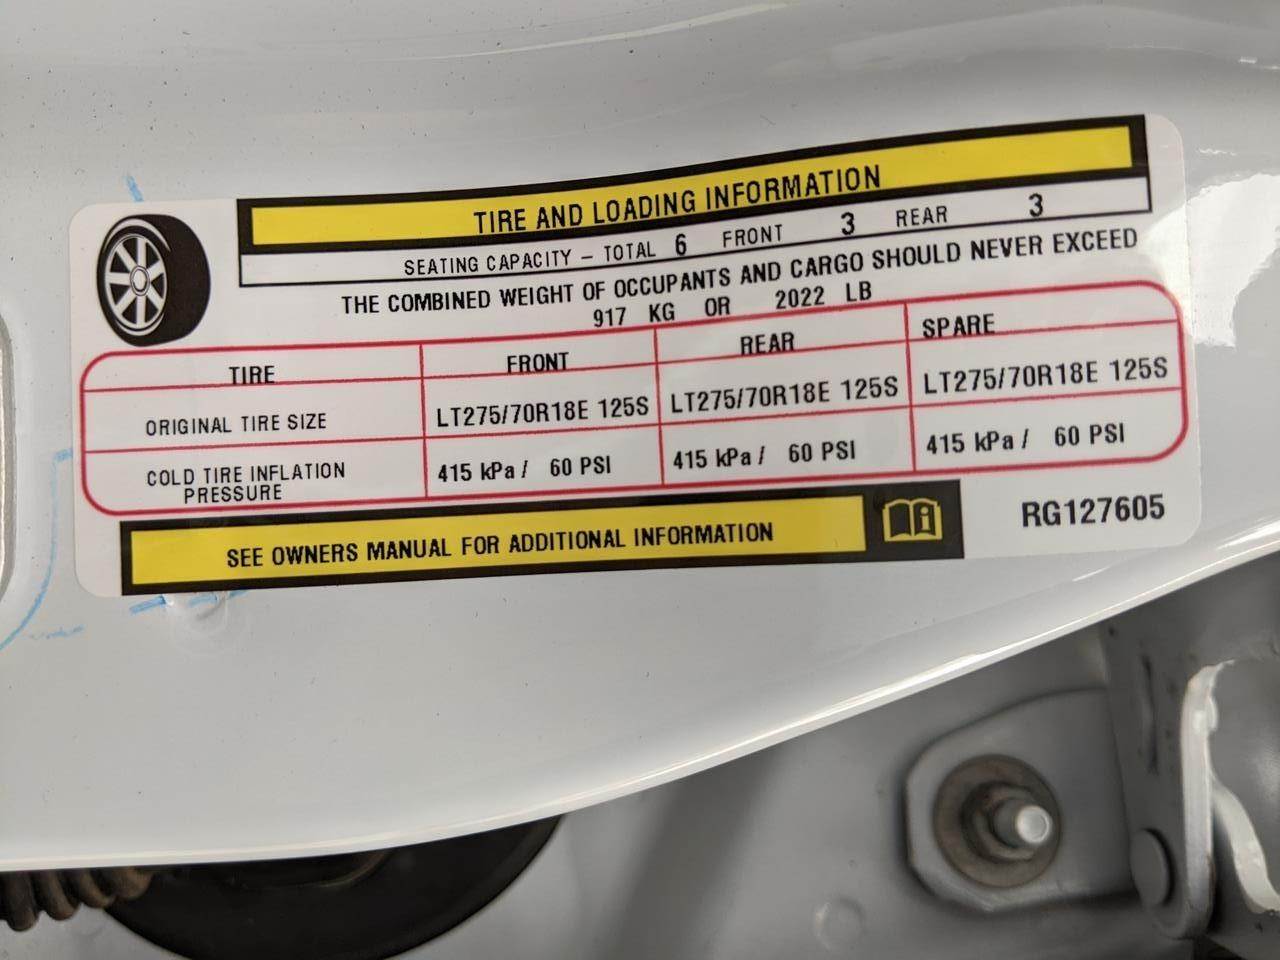 TIRE AND LOADING INFORMATION
SEATING CAPACITY – TOTAL 6 FRONT 3 REAR 3
THE COMBINED WEIGHT OF OCCUPANTS AND CARGO SHOULD NEVER EXCEED
917 KG OR 2022 LB
TIRE FRONT REAR SPARE
ORIGINAL TIRE SIZE LT275/70R18E 125S LT275/70R18E 125S LT275/70R18E 125S
COLD TIRE INFLATION
PRESSURE 415 kPa / 60 PSI 415 kPa / 60 PSI 415 kPa / 60 PSI
SEE OWNERS MANUAL FOR ADDITIONAL INFORMATION
RG127605